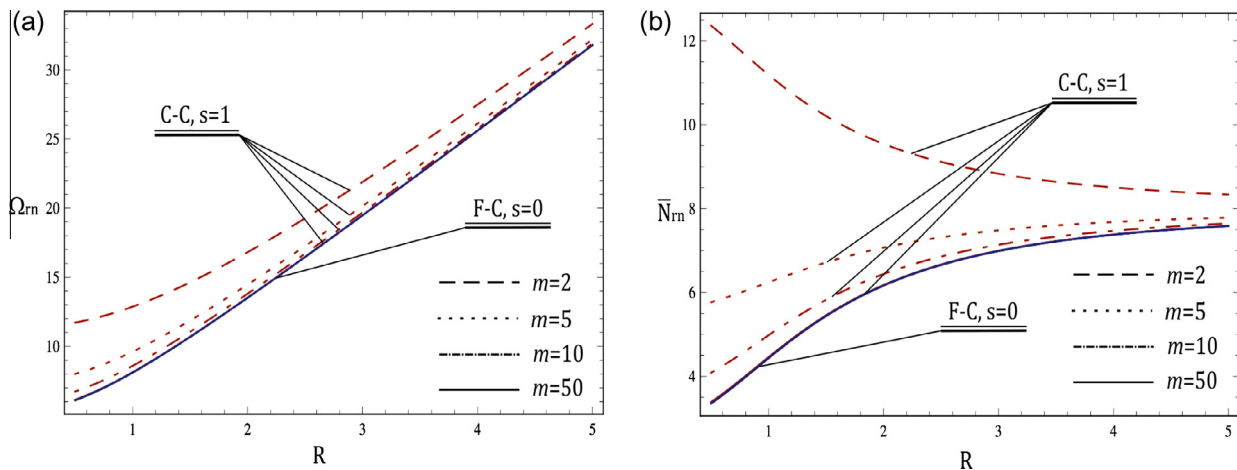 (a)
30
25
20
15
10
Ωrn
C-C, s=1
F-C, s=0
m=2
m=5
m=10
m=50
1 2 3 4 5
R
(b)
12
10
8
6
4
N̅rn
C-C, s=1
F-C, s=0
m=2
m=5
m=10
m=50
1 2 3 4 5
R